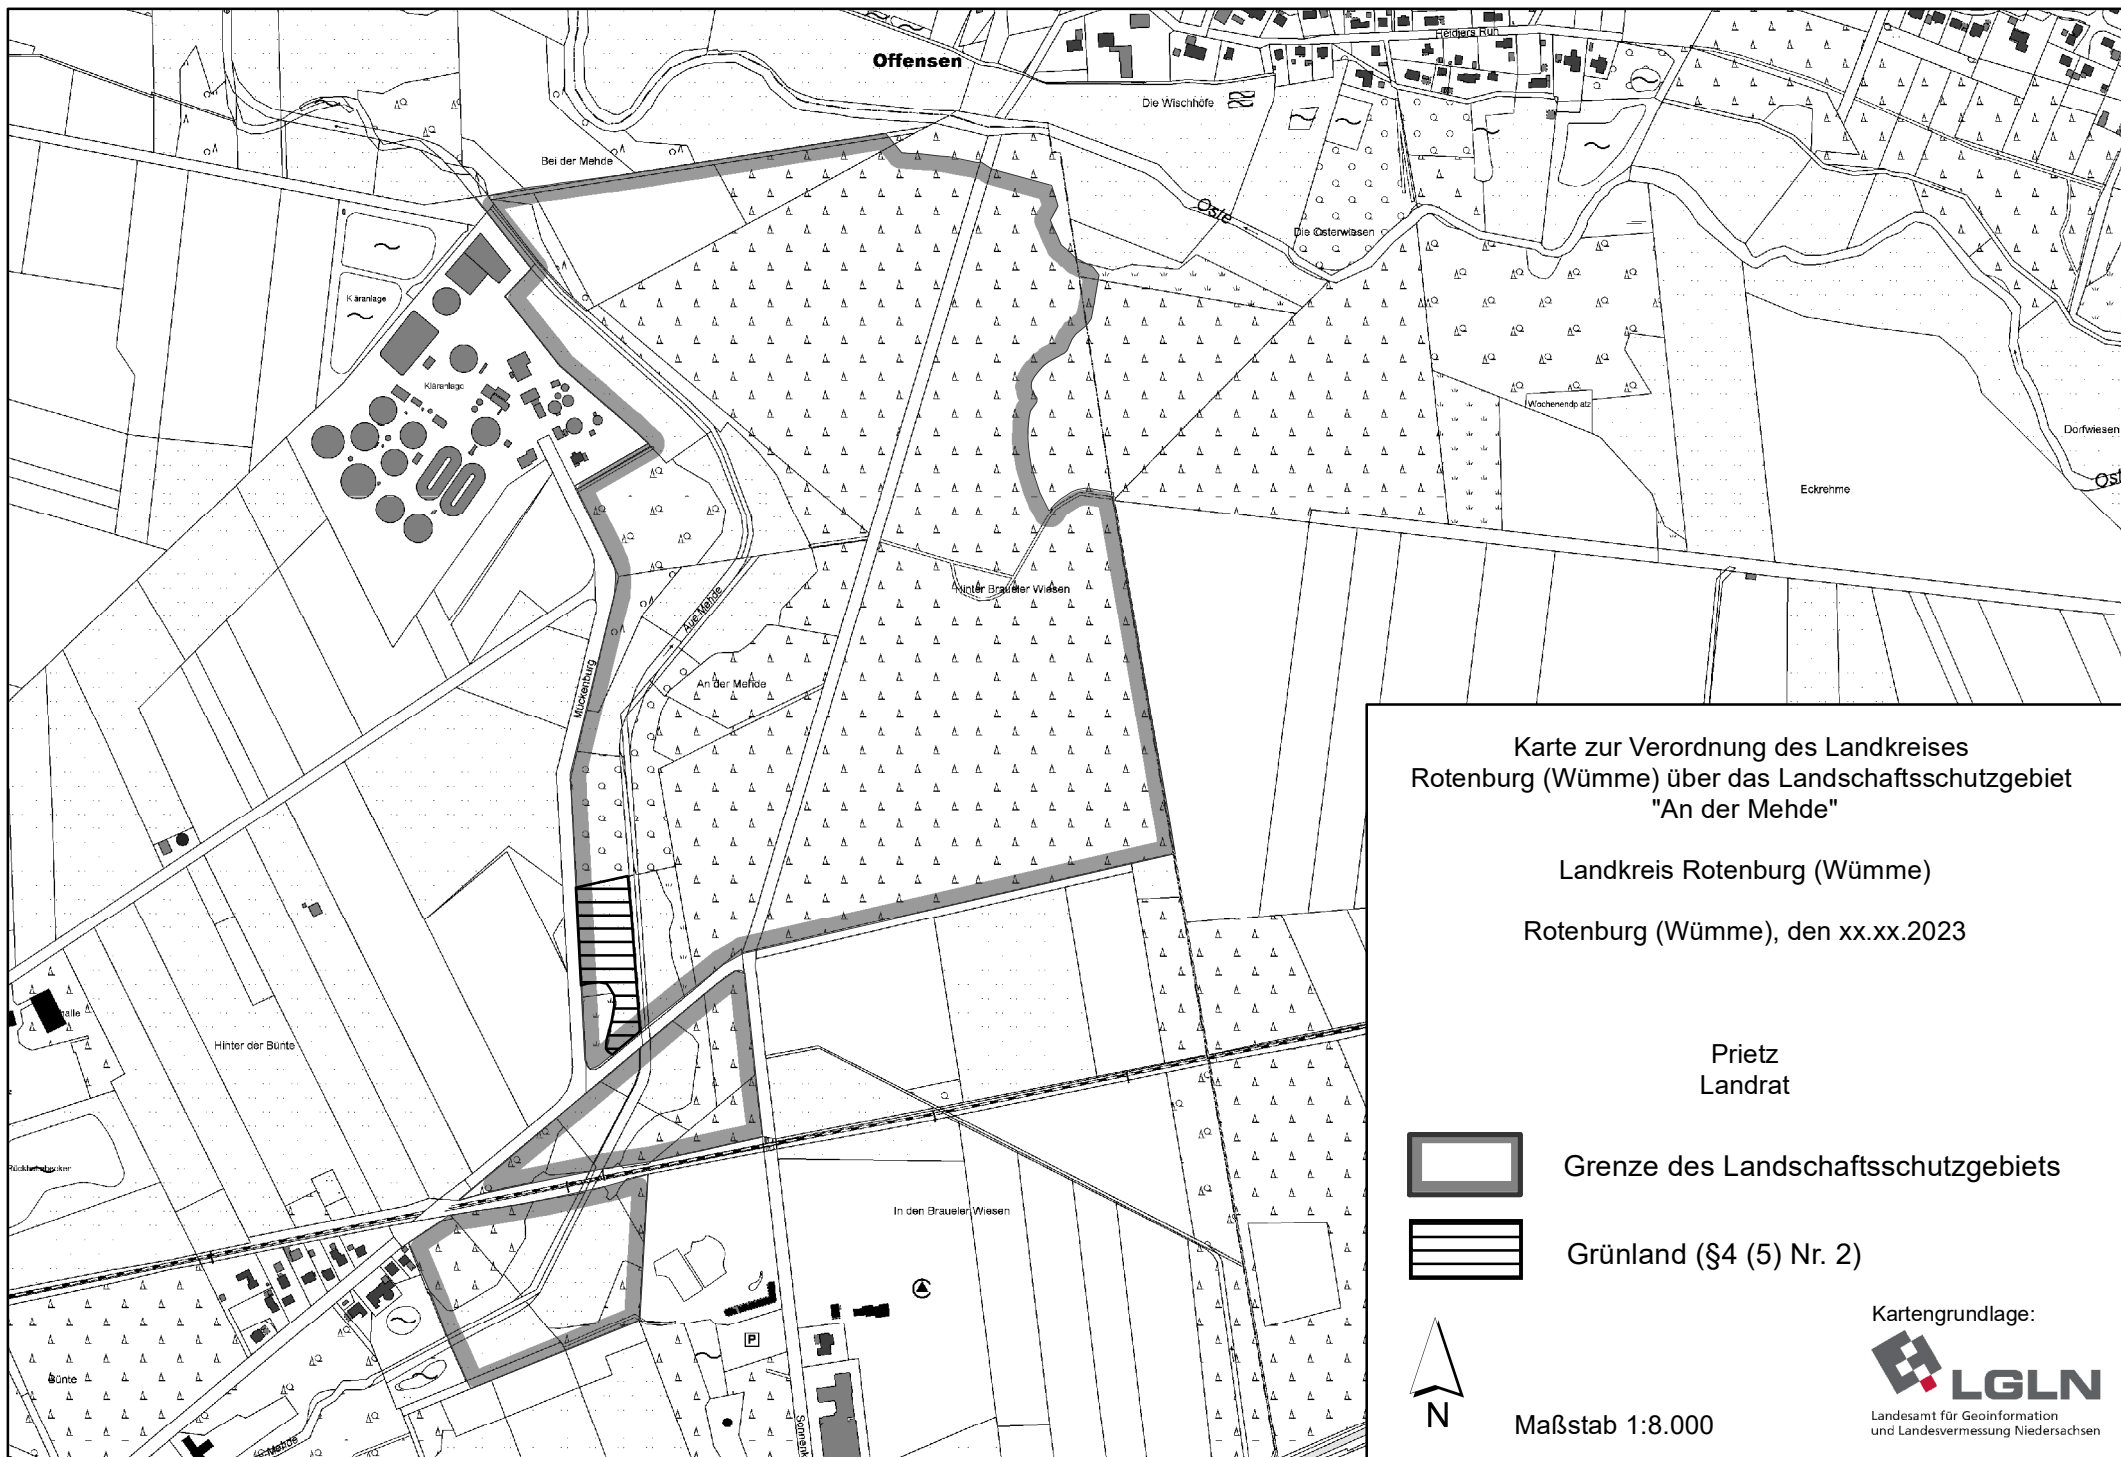 Offensen
Heidjers Ruh
Die Wischhöfe
Bei der Mehde
Oste
Die Osterwiesen
Kläranlage
Kläranlage
Wochenendplatz
Dorfwiesen
Eckrehme
Hinter Braueler Wiesen
Aue Mehde
An der Mehde
Mückenburg
Hinter der Bünte
Rückhaltebecken
In den Braueler Wiesen
P
Bünte
Mehde
Karte zur Verordnung des Landkreises
Rotenburg (Wümme) über das Landschaftsschutzgebiet
"An der Mehde"
Landkreis Rotenburg (Wümme)
Rotenburg (Wümme), den xx.xx.2023
Prietz
Landrat
Grenze des Landschaftsschutzgebiets
Grünland (§4 (5) Nr. 2)
N
Maßstab 1:8.000
Kartengrundlage:
LGLN
Landesamt für Geoinformation
und Landesvermessung Niedersachsen